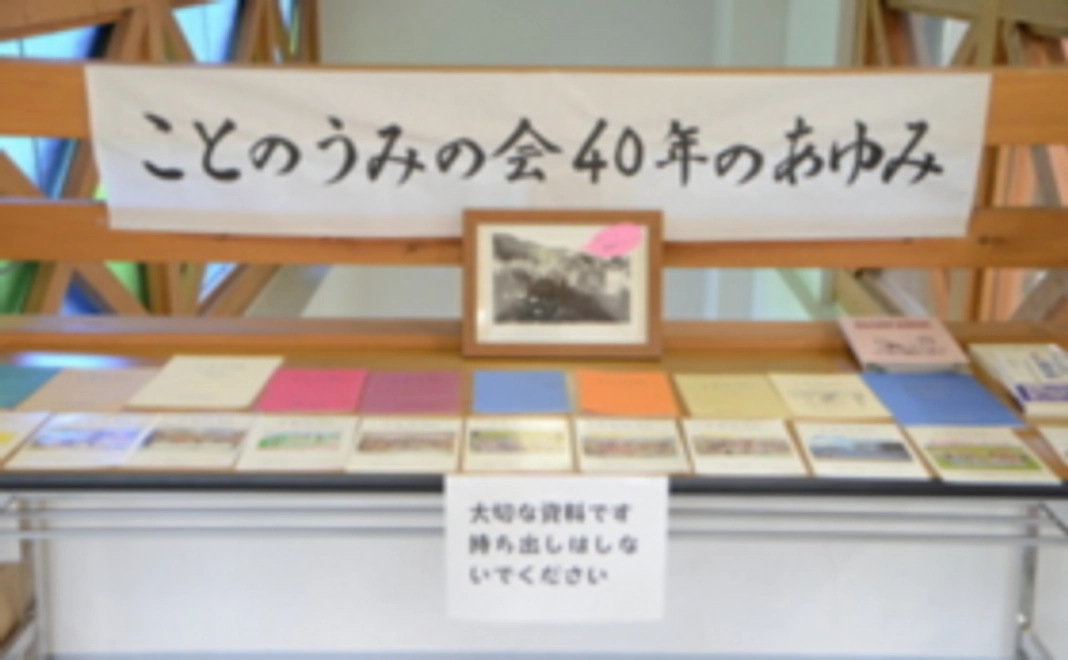 ことのうみの会40年のあゆみ
大切な資料です
持ち出しはしな
いでください